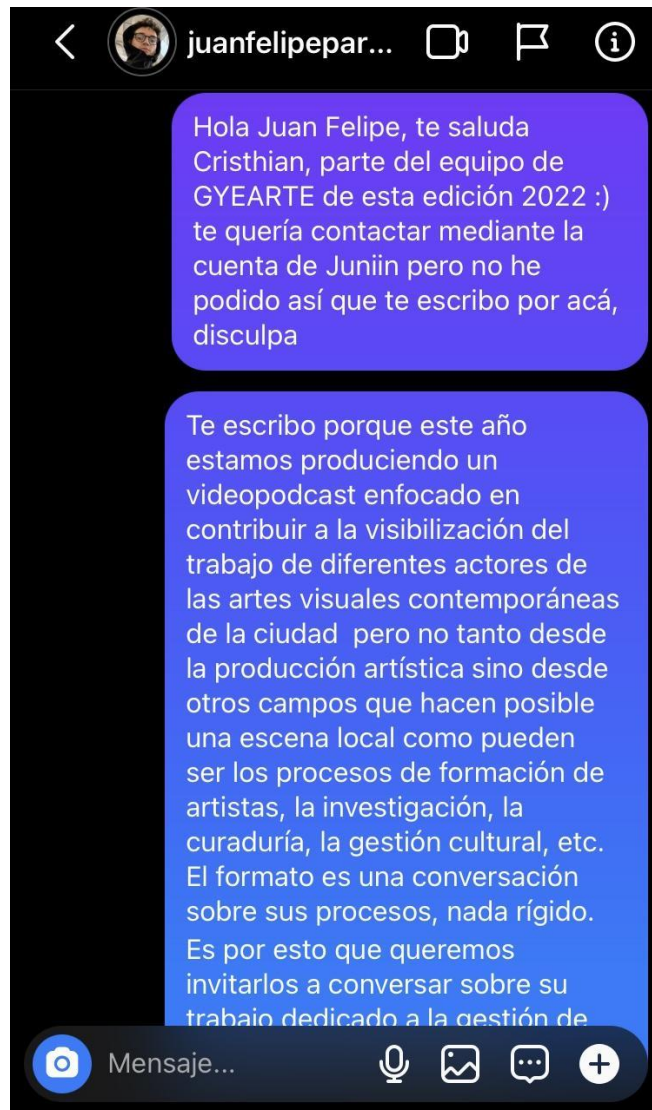 juanfelipepar...
Hola Juan Felipe, te saluda
Cristhian, parte del equipo de
GYEARTE de esta edición 2022 :)
te quería contactar mediante la
cuenta de Juniin pero no he
podido así que te escribo por acá,
disculpa
Te escribo porque este año
estamos produciendo un
videopodcast enfocado en
contribuir a la visibilización del
trabajo de diferentes actores de
las artes visuales contemporáneas
de la ciudad  pero no tanto desde
la producción artística sino desde
otros campos que hacen posible
una escena local como pueden
ser los procesos de formación de
artistas, la investigación, la
curaduría, la gestión cultural, etc.
El formato es una conversación
sobre sus procesos, nada rígido.
Es por esto que queremos
invitarlos a conversar sobre su
trabajo dedicado a la gestión de
Mensaje...